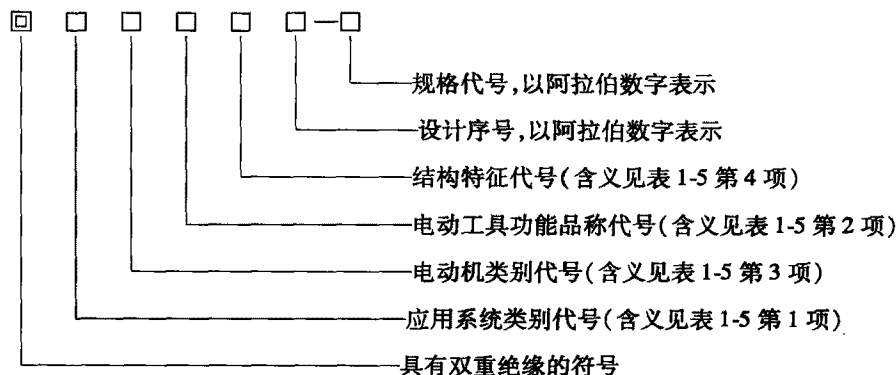 回 □ □ □ □ □—□
规格代号,以阿拉伯数字表示
设计序号,以阿拉伯数字表示
结构特征代号(含义见表 1-5 第 4 项)
电动工具功能品称代号(含义见表 1-5 第 2 项)
电动机类别代号(含义见表 1-5 第 3 项)
应用系统类别代号(含义见表 1-5 第 1 项)
具有双重绝缘的符号